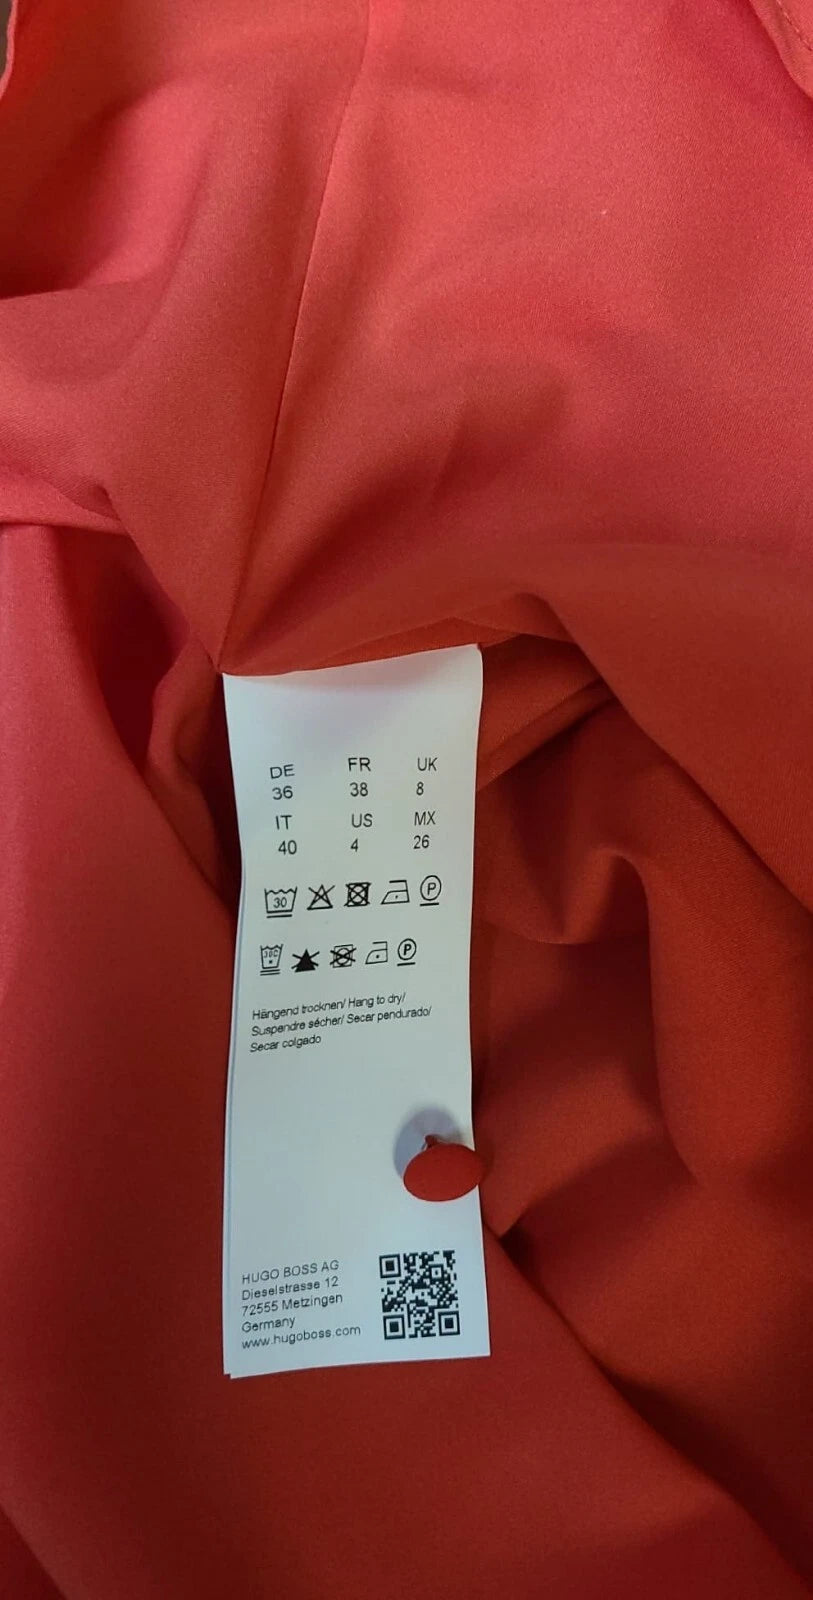 DE FR UK
36 38 8
IT US MX
40 4 26
30 P
30C P
Hängend trocknen/ Hang to dry/
Suspendre sécher/ Secar pendurado/
Secar colgado
HUGO BOSS AG
Dieselstrasse 12
72555 Metzingen
Germany
www.hugoboss.com